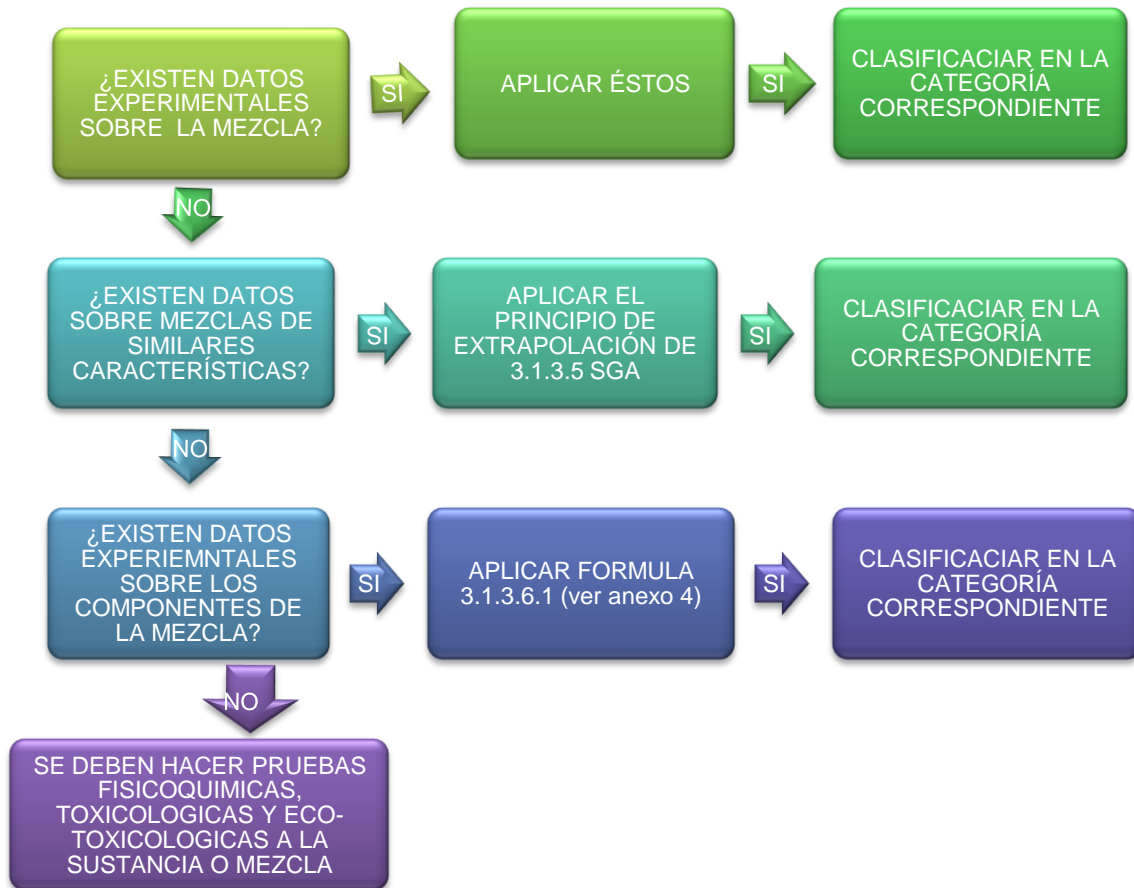 ¿EXISTEN DATOS
EXPERIMENTALES
SOBRE LA MEZCLA?
SI
APLICAR ÉSTOS
SI
CLASIFICACIAR EN LA
CATEGORÍA
CORRESPONDIENTE
NO
¿EXISTEN DATOS
SOBRE MEZCLAS DE
SIMILARES
CARACTERÍSTICAS?
SI
APLICAR EL
PRINCIPIO DE
EXTRAPOLACIÓN DE
3.1.3.5 SGA
SI
CLASIFICACIAR EN LA
CATEGORÍA
CORRESPONDIENTE
NO
¿EXISTEN DATOS
EXPERIEMNTALES
SOBRE LOS
COMPONENTES DE
LA MEZCLA?
SI
APLICAR FORMULA
3.1.3.6.1 (ver anexo 4)
SI
CLASIFICACIAR EN LA
CATEGORÍA
CORRESPONDIENTE
NO
SE DEBEN HACER PRUEBAS
FISICOQUIMICAS,
TOXICOLOGICAS Y ECO-
TOXICOLOGICAS A LA
SUSTANCIA O MEZCLA